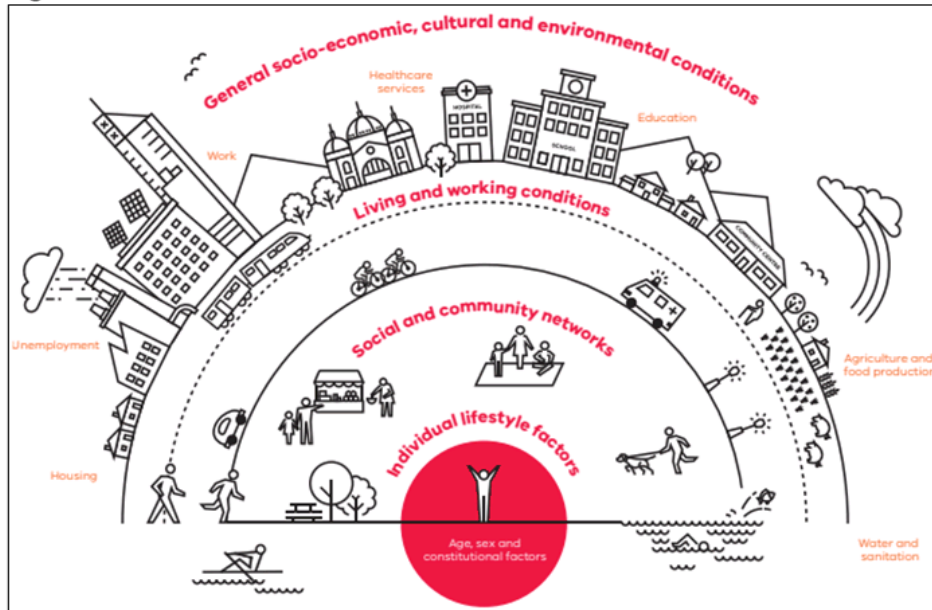 General socio-economic, cultural and environmental conditions
Healthcare
services
HOSPITAL
Education
SCHOOL
Work
Living and working conditions
COMMUNITY CENTRE
Unemployment
Social and community networks
Agriculture and
food production
Individual lifestyle factors
Housing
Age, sex and
constitutional factors
Water and
sanitation